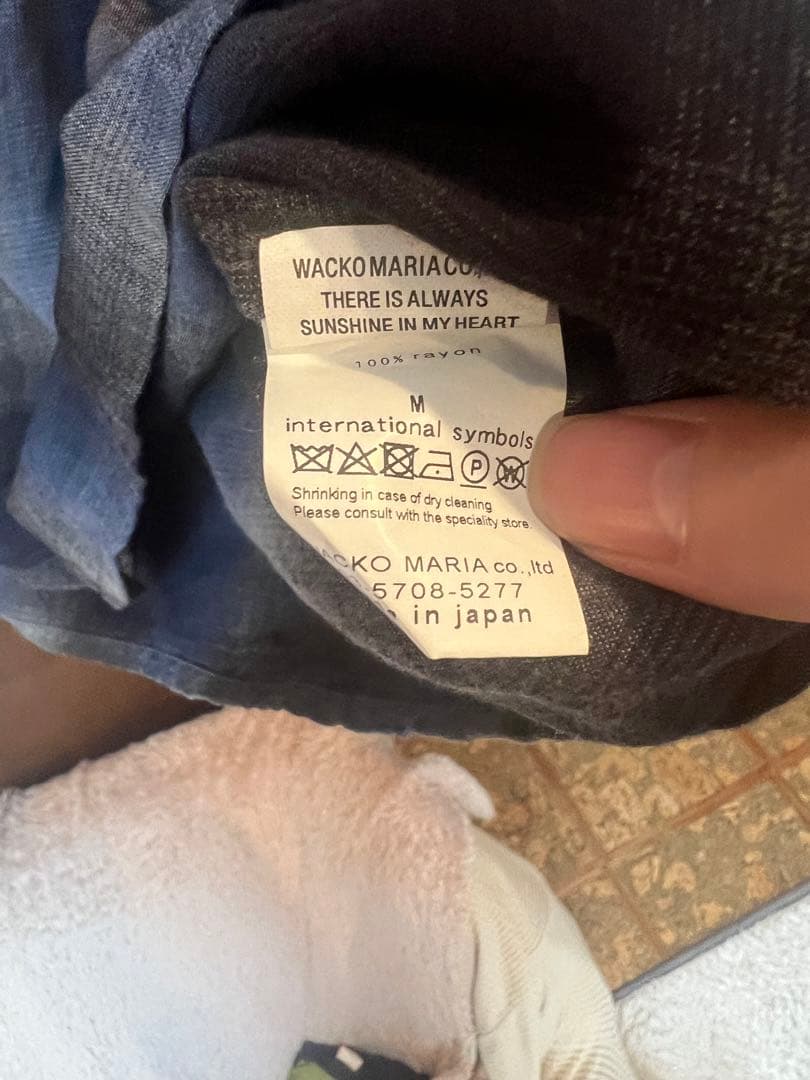 WACKO MARIA CO.,
THERE IS ALWAYS
SUNSHINE IN MY HEART
100% rayon
M
international symbols
P W
Shrinking in case of dry cleaning
Please consult with the speciality store.
WACKO MARIA co.,ltd
5708-5277
in japan